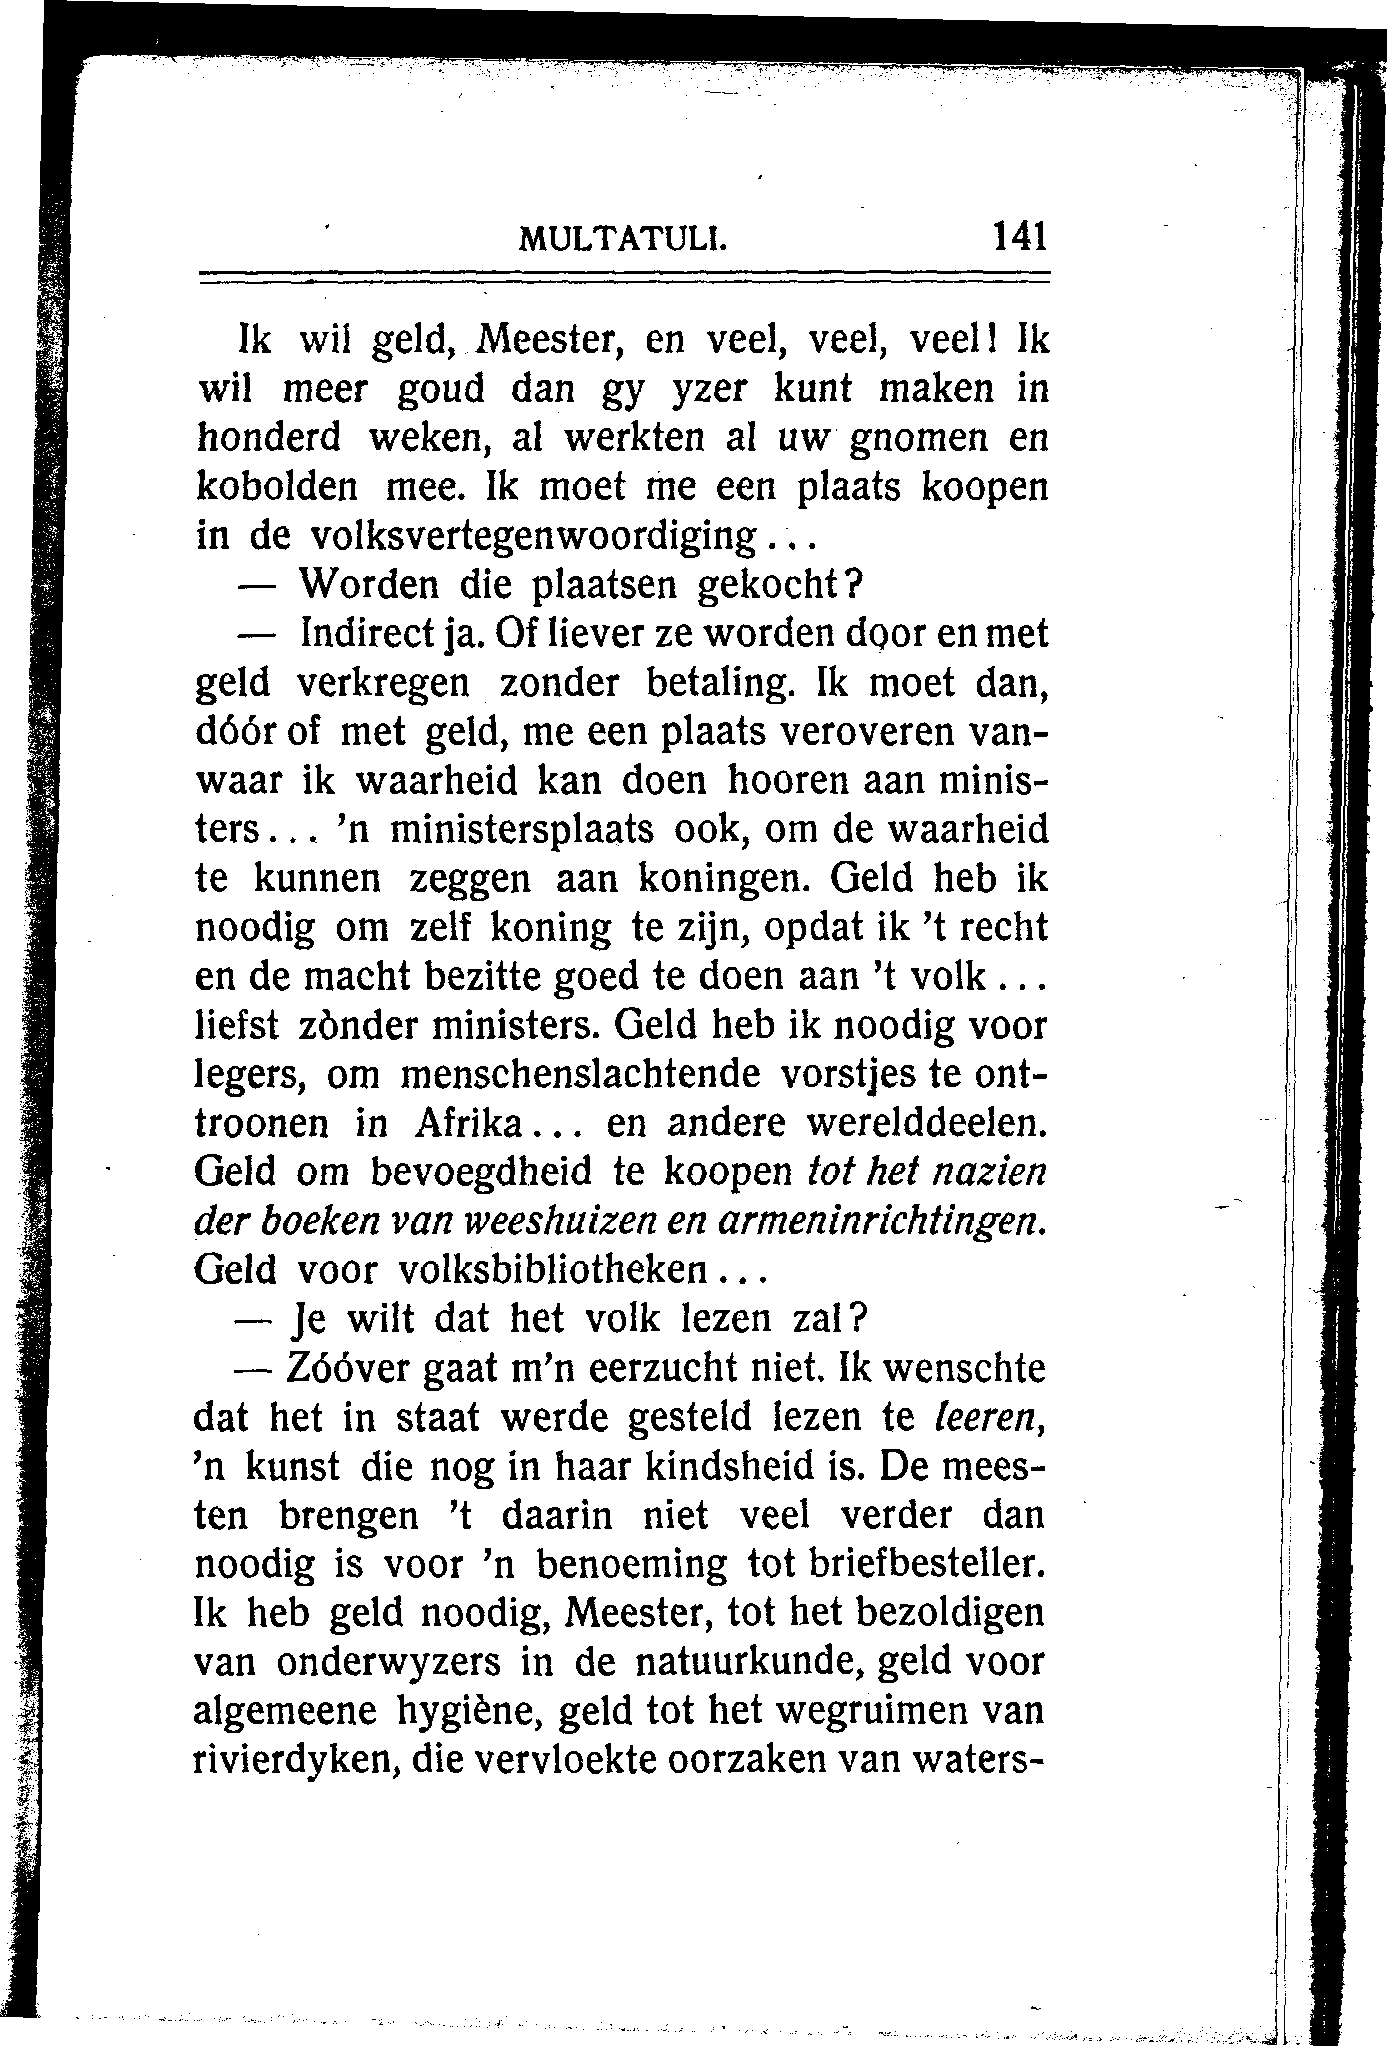 MULTATULI. 141
Ik wil geld, Meester, en veel, veel, veel! Ik
wil meer goud dan gy yzer kunt maken in
honderd weken, al werkten al uw gnomen en
kobolden mee. Ik moet me een plaats koopen
in de volksvertegenwoordiging...
— Worden die plaatsen gekocht?
— Indirect ja. Of liever ze worden door en met
geld verkregen zonder betaling. Ik moet dan,
dóór of met geld, me een plaats veroveren van-
waar ik waarheid kan doen hooren aan minis-
ters... 'n ministersplaats ook, om de waarheid
te kunnen zeggen aan koningen. Geld heb ik
noodig om zelf koning te zijn, opdat ik 't recht
en de macht bezitte goed te doen aan 't volk...
liefst zònder ministers. Geld heb ik noodig voor
legers, om menschenslachtende vorstjes te ont-
troonen in Afrika... en andere werelddeelen.
Geld om bevoegdheid te koopen tot het nazien
der boeken van weeshuizen en armeninrichtingen.
Geld voor volksbibliotheken...
— Je wilt dat het volk lezen zal?
— Zóóver gaat m'n eerzucht niet. Ik wenschte
dat het in staat werde gesteld lezen te leeren,
'n kunst die nog in haar kindsheid is. De mees-
ten brengen 't daarin niet veel verder dan
noodig is voor 'n benoeming tot briefbesteller.
Ik heb geld noodig, Meester, tot het bezoldigen
van onderwyzers in de natuurkunde, geld voor
algemeene hygiène, geld tot het wegruimen van
rivierdyken, die vervloekte oorzaken van waters-